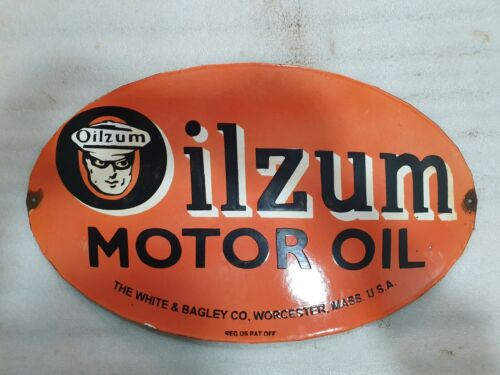 Oilzum
Oilzum
MOTOR OIL
THE WHITE & BAGLEY CO, WORCESTER, MASS. U.S.A.
REG US PAT OFF